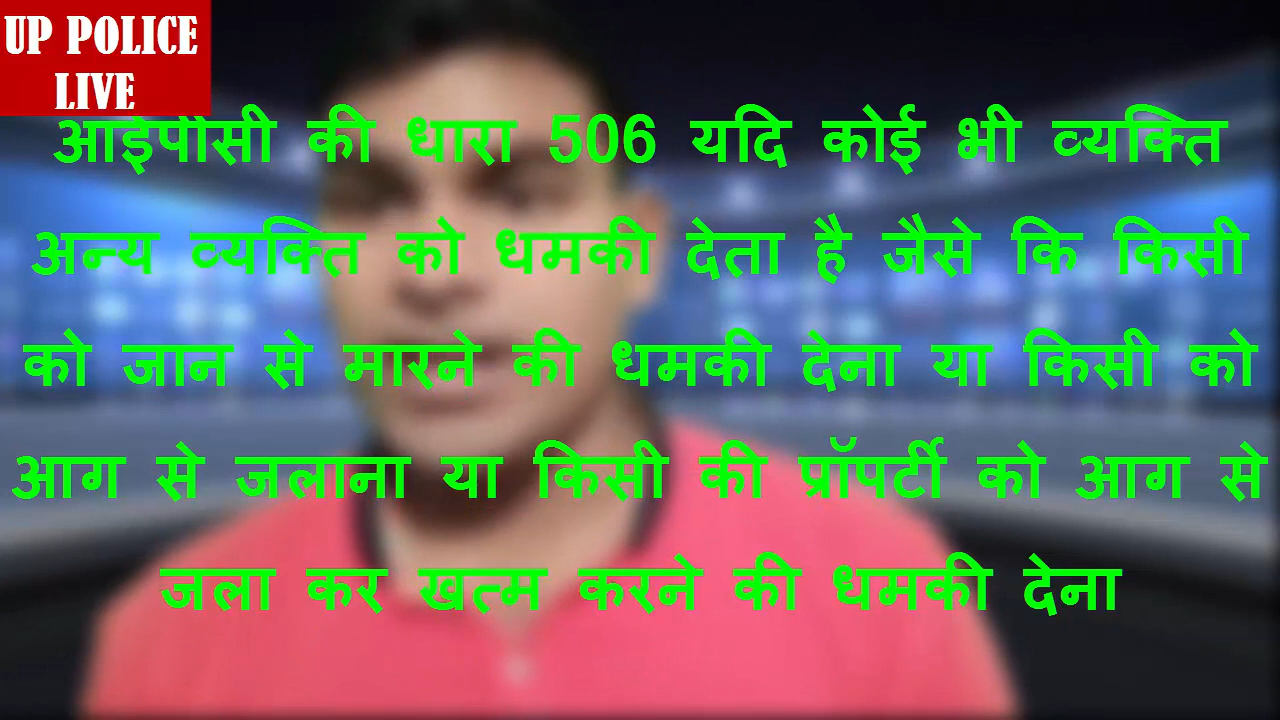 UP POLICE
LIVE
आईपीसी की धारा 506 यदि कोई भी व्यक्ति
अन्य व्यक्ति को धमकी देता है जैसे कि किसी
को जान से मारने की धमकी देना या किसी को
आग से जलाना या किसी की प्रॉपर्टी को आग से
जला कर खत्म करने की धमकी देना